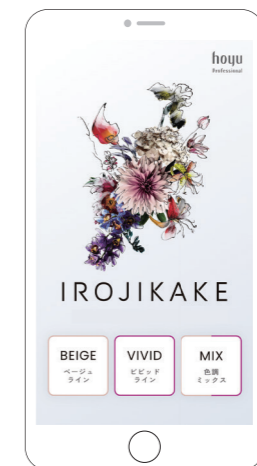 hoyu
Professional
IROJIKAKE
BEIGE
ベージュ
ライン
VIVID
ビビッド
ライン
MIX
色調
ミックス